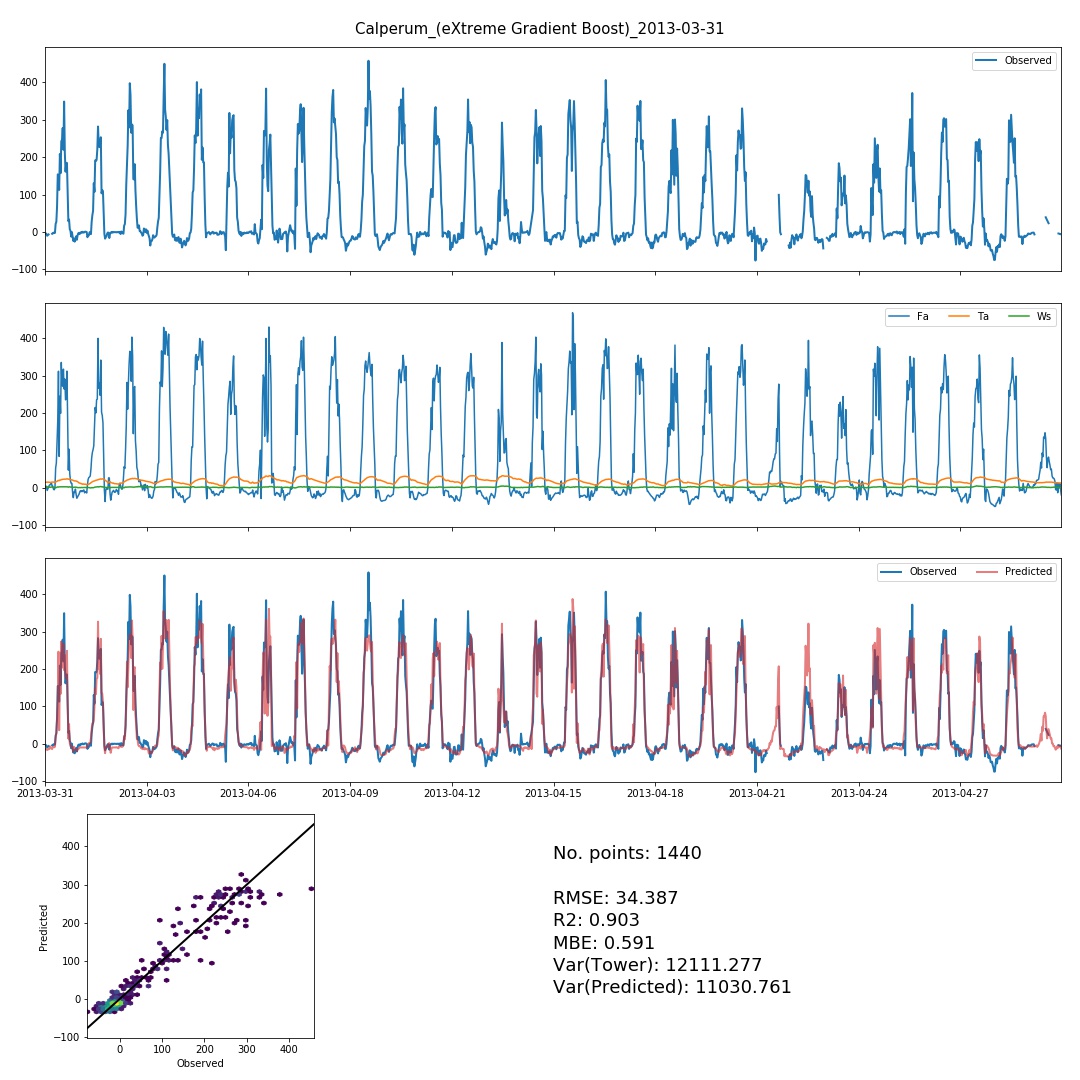 Calperum_(eXtreme Gradient Boost)_2013-03-31
Observed
400
300
200
100
0
−100
Fa Ta Ws
400
300
200
100
0
−100
Observed Predicted
400
300
200
100
0
−100
2013-03-31 2013-04-03 2013-04-06 2013-04-09 2013-04-12 2013-04-15 2013-04-18 2013-04-21 2013-04-24 2013-04-27
Predicted
400
300
200
100
0
−100
0 100 200 300 400
Observed
No. points: 1440
RMSE: 34.387
R2: 0.903
MBE: 0.591
Var(Tower): 12111.277
Var(Predicted): 11030.761